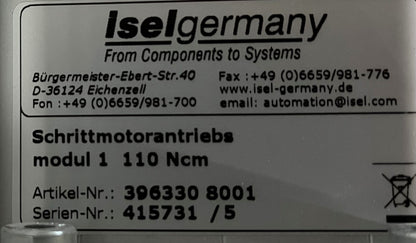 Iselgermany
From Components to Systems
Bürgermeister-Ebert-Str.40 Fax :+49 (0)6659/981-776
D-36124 Eichenzell www.isel-germany.de
Fon :+49 (0)6659/981-700 email: automation@isel.com
Schrittmotorantriebs
modul 1 110 Ncm
Artikel-Nr.: 396330 8001
Serien-Nr.: 415731 /5